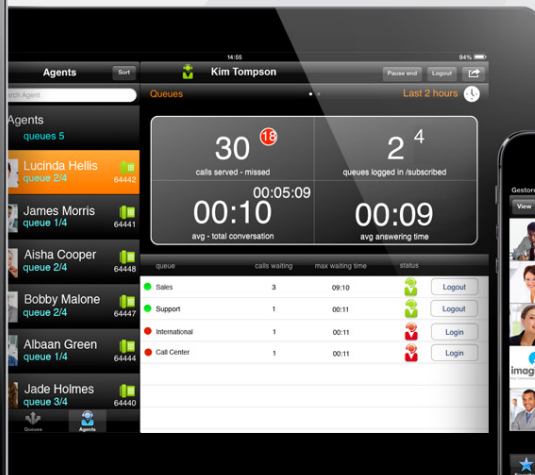 14:55
94%
Agents
Sort
Kim Tompson
Pause end
Logout
Search Agent
Queues
Last 2 hours
Agents
queues 5
Lucinda Hellis
queue 2/4
64442
James Morris
queue 1/4
64441
Aisha Cooper
queue 2/4
64448
Bobby Malone
queue 2/4
64447
Albaan Green
queue 1/4
64444
Jade Holmes
queue 3/4
64440
Queues
Agents
30
18
calls served - missed
2 4
queues logged in /subscribed
00:05:09
00:10
avg - total conversation
00:09
avg answering time
queue calls waiting max waiting time status
Sales 3 09:10 Logout
Support 1 00:11 Logout
International 1 00:11 Login
Call Center 1 00:11 Login
View
imag